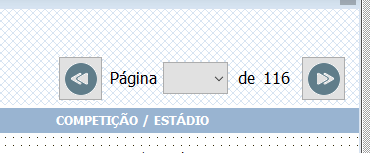 Página de 116
COMPETIÇÃO / ESTÁDIO